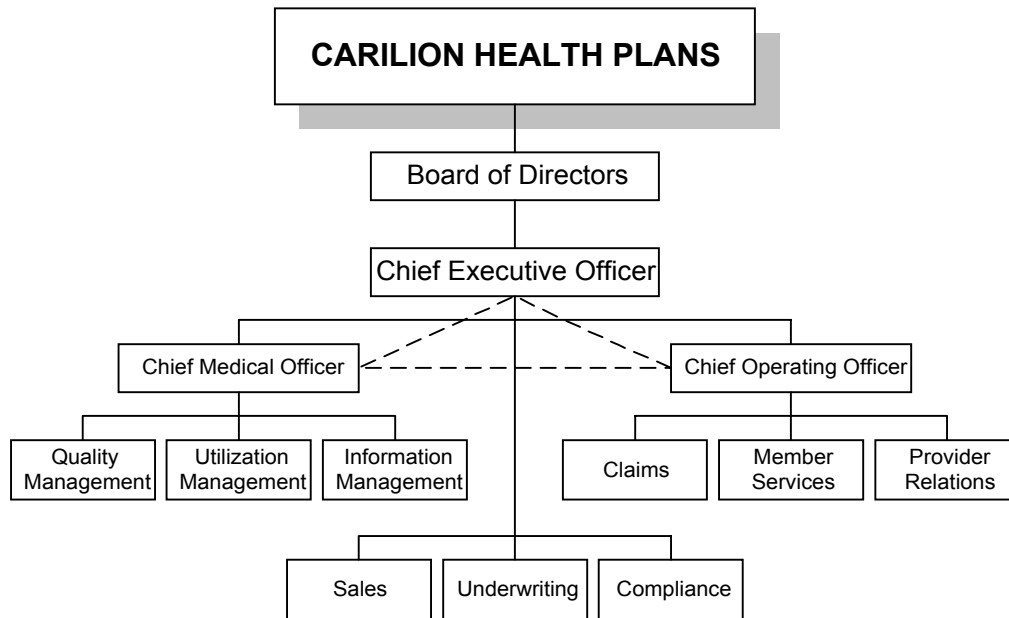 CARILION HEALTH PLANS
Board of Directors
Chief Executive Officer
Chief Medical Officer
Chief Operating Officer
Quality
Management
Utilization
Management
Information
Management
Claims
Member
Services
Provider
Relations
Sales
Underwriting
Compliance